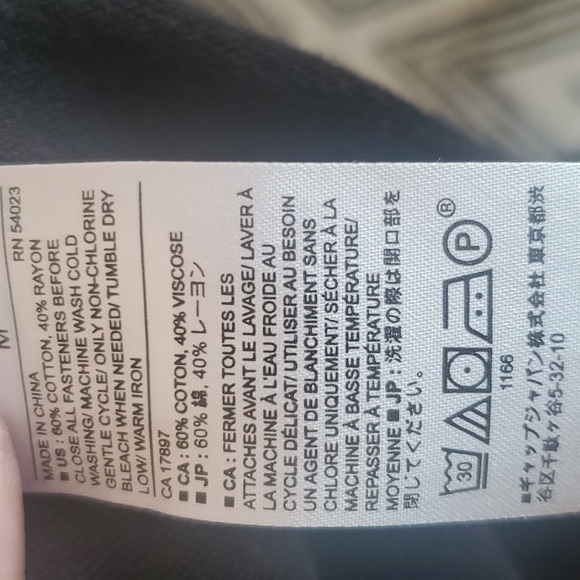 M
RN 54023
MADE IN CHINA
■ US : 60% COTTON, 40% RAYON
CLOSE ALL FASTENERS BEFORE
WASHING/ MACHINE WASH COLD
GENTLE CYCLE/ ONLY NON-CHLORINE
BLEACH WHEN NEEDED/ TUMBLE DRY
LOW/ WARM IRON
CA 17897
■ CA : 60% COTON, 40% VISCOSE
■ JP : 60% 綿, 40% レーヨン
■ CA : FERMER TOUTES LES
ATTACHES AVANT LE LAVAGE/ LAVER À
LA MACHINE À L'EAU FROIDE AU
CYCLE DÉLICAT/ UTILISER AU BESOIN
UN AGENT DE BLANCHIMENT SANS
CHLORE UNIQUEMENT/ SÉCHER À LA
MACHINE À BASSE TEMPÉRATURE/
REPASSER À TEMPÉRATURE
MOYENNE ■ JP : 洗濯の際は開口部を
閉じてください。
30 P ®
1166
■ギャップジャパン株式会社 東京都渋
谷区千駄ヶ谷5-32-10